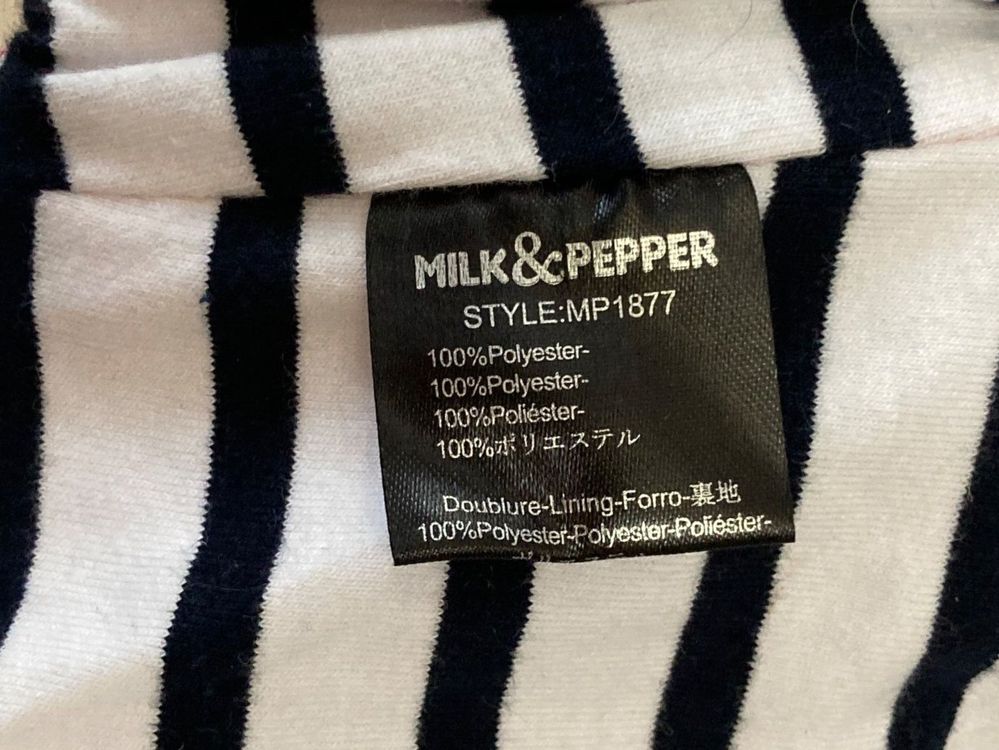 MILK&PEPPER
STYLE:MP1877
100%Polyester-
100%Polyester-
100%Poliéster-
100%ポリエステル
Doublure-Lining-Forro-裏地
100%Polyester-Polyester-Poliéster-